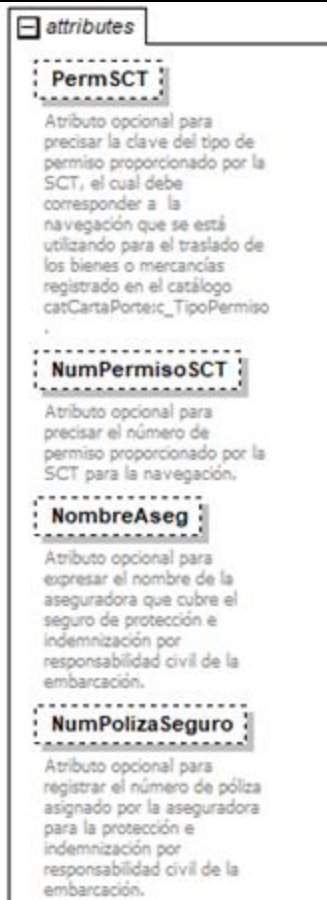 attributes
PermSCT
Atributo opcional para
precisar la clave del tipo de
permiso proporcionado por la
SCT, el cual debe
corresponder a la
navegación que se está
utilizando para el traslado de
los bienes o mercancías
registrado en el catálogo
catCartaPorte:c_TipoPermiso
.
NumPermisoSCT
Atributo opcional para
precisar el número de
permiso proporcionado por la
SCT para la navegación.
NombreAseg
Atributo opcional para
expresar el nombre de la
aseguradora que cubre el
seguro de protección e
indemnización por
responsabilidad civil de la
embarcación.
NumPolizaSeguro
Atributo opcional para
registrar el número de póliza
asignado por la aseguradora
para la protección e
indemnización por
responsabilidad civil de la
embarcación.